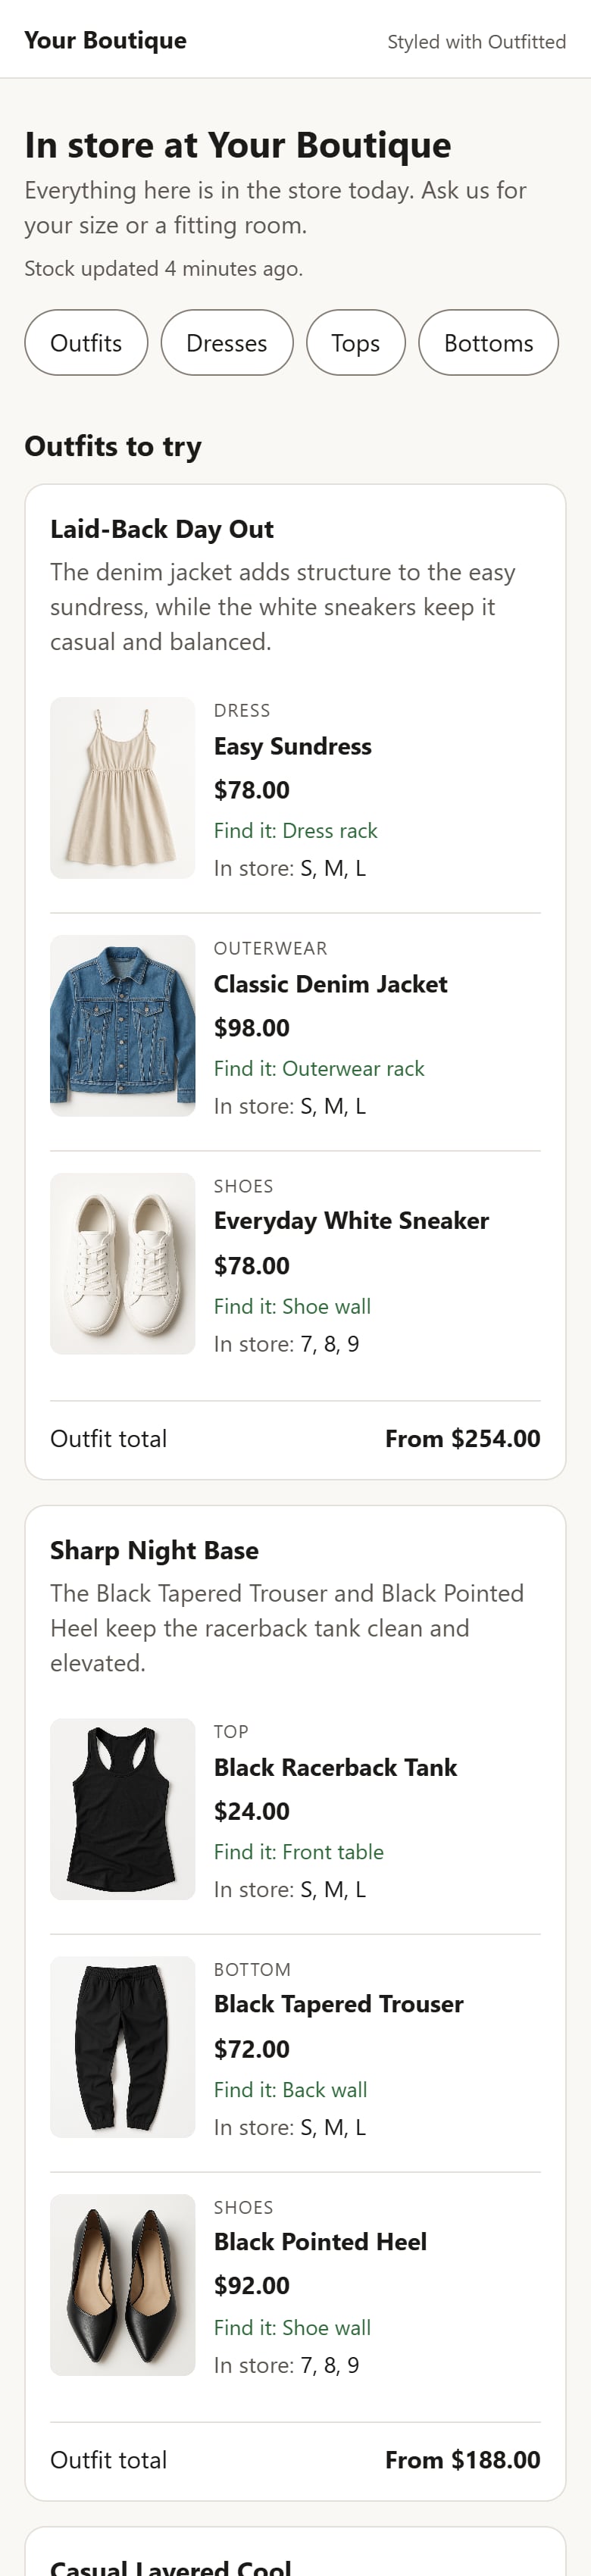 Your Boutique
Styled with Outfitted
In store at Your Boutique
Everything here is in the store today. Ask us for
your size or a fitting room.
Stock updated 4 minutes ago.
Outfits
Dresses
Tops
Bottoms
Outfits to try
Laid-Back Day Out
The denim jacket adds structure to the easy
sundress, while the white sneakers keep it
casual and balanced.
DRESS
Easy Sundress
$78.00
Find it: Dress rack
In store: S, M, L
OUTERWEAR
Classic Denim Jacket
$98.00
Find it: Outerwear rack
In store: S, M, L
SHOES
Everyday White Sneaker
$78.00
Find it: Shoe wall
In store: 7, 8, 9
Outfit total
From $254.00
Sharp Night Base
The Black Tapered Trouser and Black Pointed
Heel keep the racerback tank clean and
elevated.
TOP
Black Racerback Tank
$24.00
Find it: Front table
In store: S, M, L
BOTTOM
Black Tapered Trouser
$72.00
Find it: Back wall
In store: S, M, L
SHOES
Black Pointed Heel
$92.00
Find it: Shoe wall
In store: 7, 8, 9
Outfit total
From $188.00
Casual Layered Cool